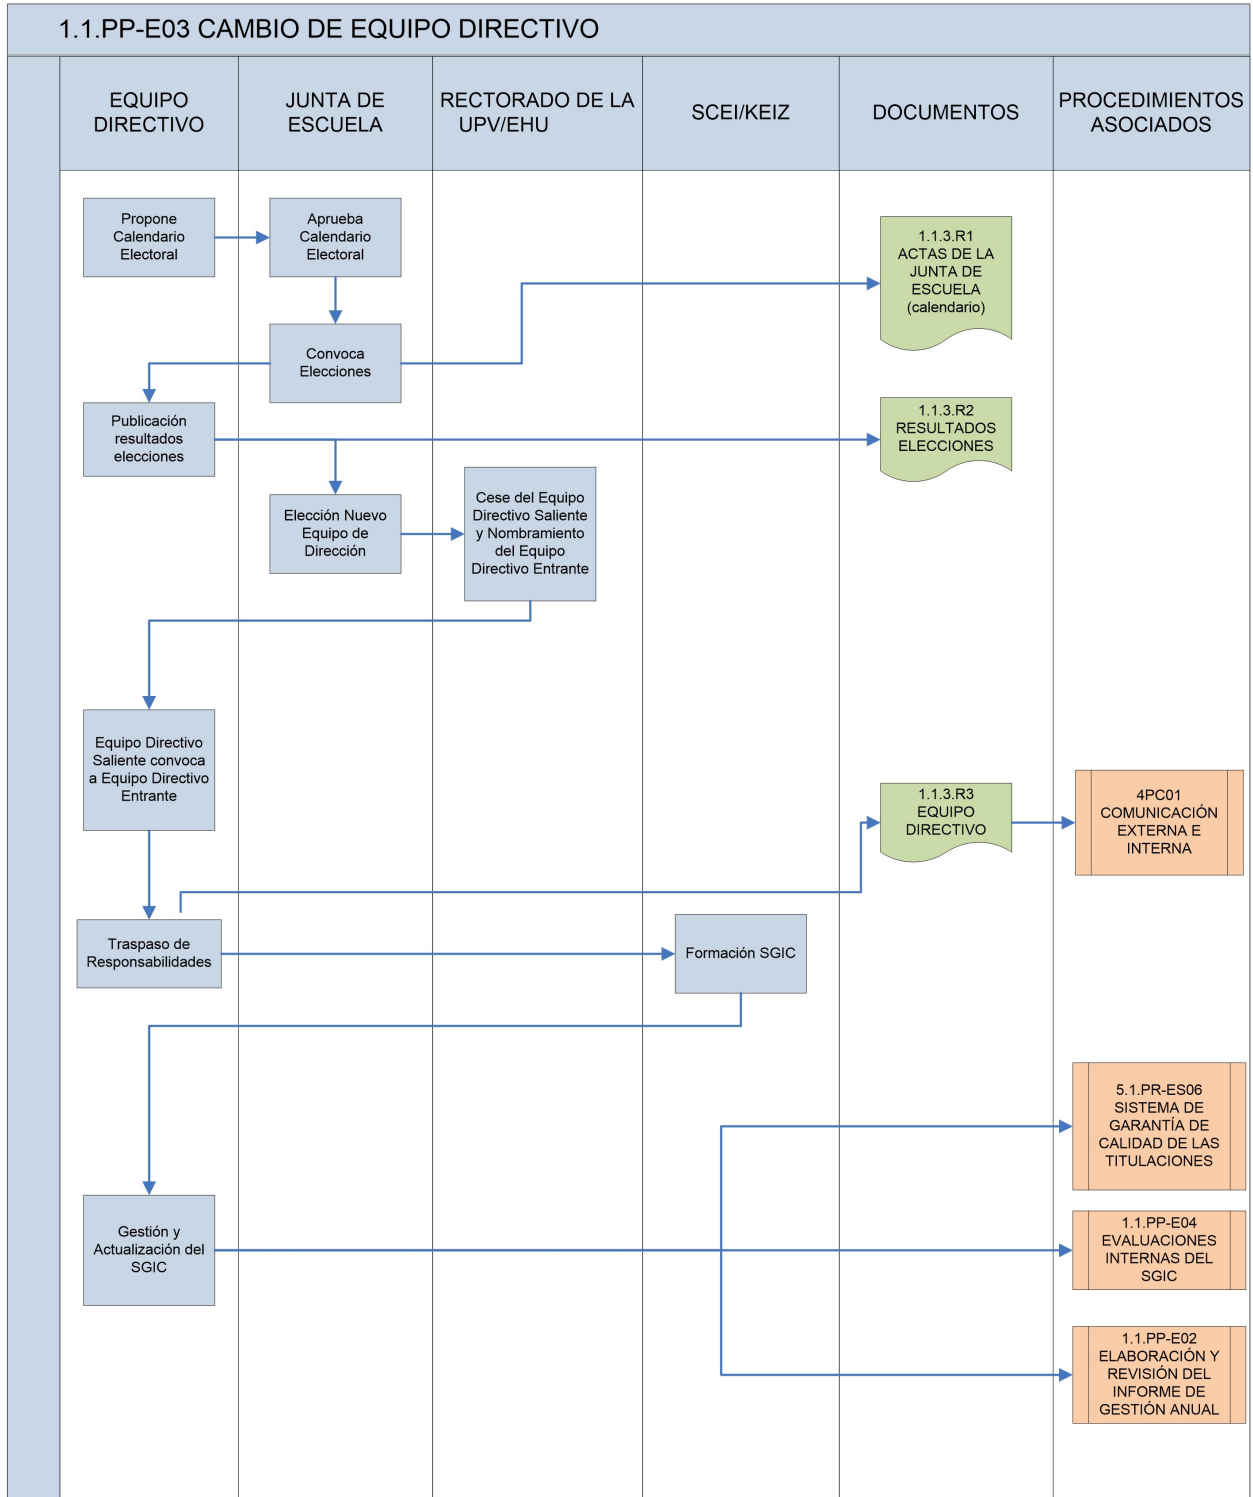 1.1.PP-E03 CAMBIO DE EQUIPO DIRECTIVO
EQUIPO
DIRECTIVO
JUNTA DE
ESCUELA
RECTORADO DE LA
UPV/EHU
SCEI/KEIZ
DOCUMENTOS
PROCEDIMIENTOS
ASOCIADOS
Propone
Calendario
Electoral
Aprueba
Calendario
Electoral
1.1.3.R1
ACTAS DE LA
JUNTA DE
ESCUELA
(calendario)
Convoca
Elecciones
Publicación
resultados
elecciones
1.1.3.R2
RESULTADOS
ELECCIONES
Elección Nuevo
Equipo de
Dirección
Cese del Equipo
Directivo Saliente
y Nombramiento
del Equipo
Directivo Entrante
Equipo Directivo
Saliente convoca
a Equipo Directivo
Entrante
1.1.3.R3
EQUIPO
DIRECTIVO
4PC01
COMUNICACIÓN
EXTERNA E
INTERNA
Traspaso de
Responsabilidades
Formación SGIC
5.1.PR-ES06
SISTEMA DE
GARANTÍA DE
CALIDAD DE LAS
TITULACIONES
Gestión y
Actualización del
SGIC
1.1.PP-E04
EVALUACIONES
INTERNAS DEL
SGIC
1.1.PP-E02
ELABORACIÓN Y
REVISIÓN DEL
INFORME DE
GESTIÓN ANUAL